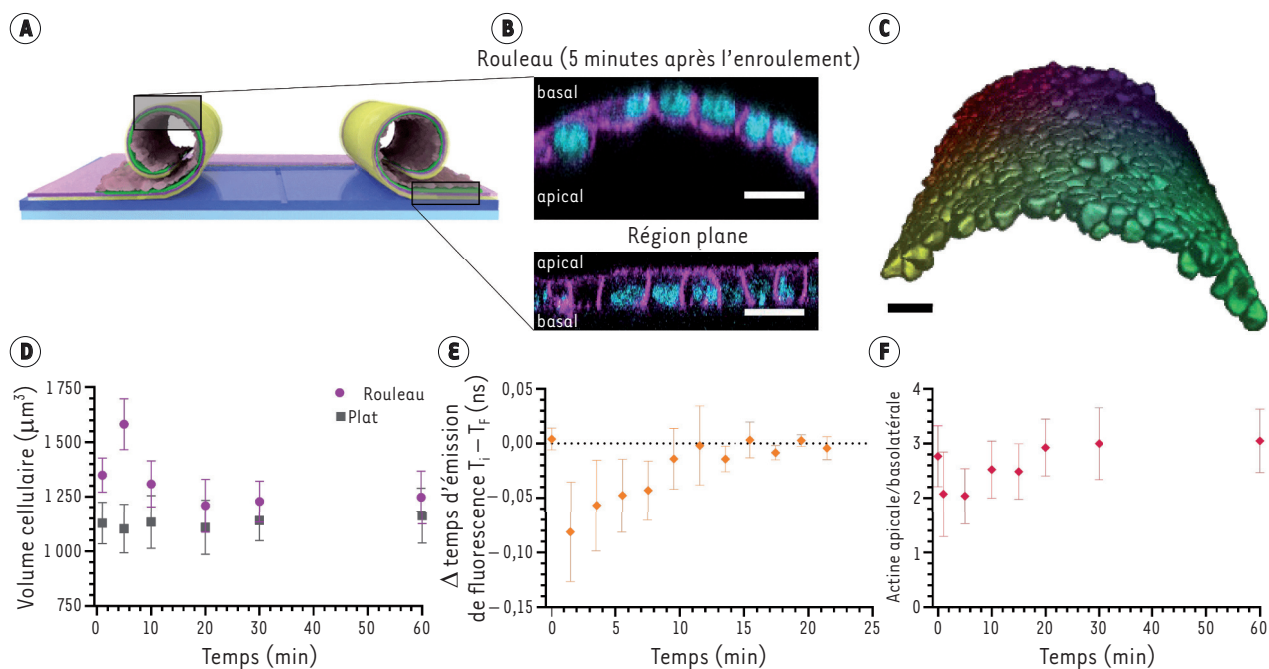 A
B
C
Rouleau (5 minutes après l'enroulement)
basal
apical
Région plane
apical
basal
D
E
F
Volume cellulaire (μm³)
1 750
1 500
1 250
1 000
750
0
10
20
30
40
50
60
Temps (min)
Rouleau
Plat
Δ temps d'émission
de fluorescence Ti – TF (ns)
0,05
0,00
– 0,05
– 0,10
– 0,15
0
5
10
15
20
25
Temps (min)
Actine apicale/basolatérale
4
3
2
1
0
0
10
20
30
40
50
60
Temps (min)